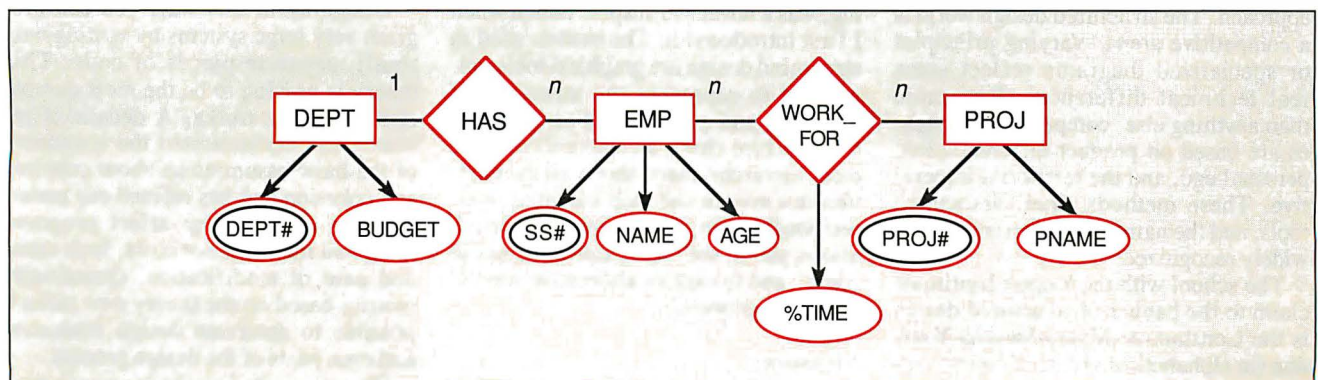 1
n
n
n
DEPT
HAS
EMP
WORK_
FOR
PROJ
DEPT#
BUDGET
SS#
NAME
AGE
PROJ#
PNAME
%TIME